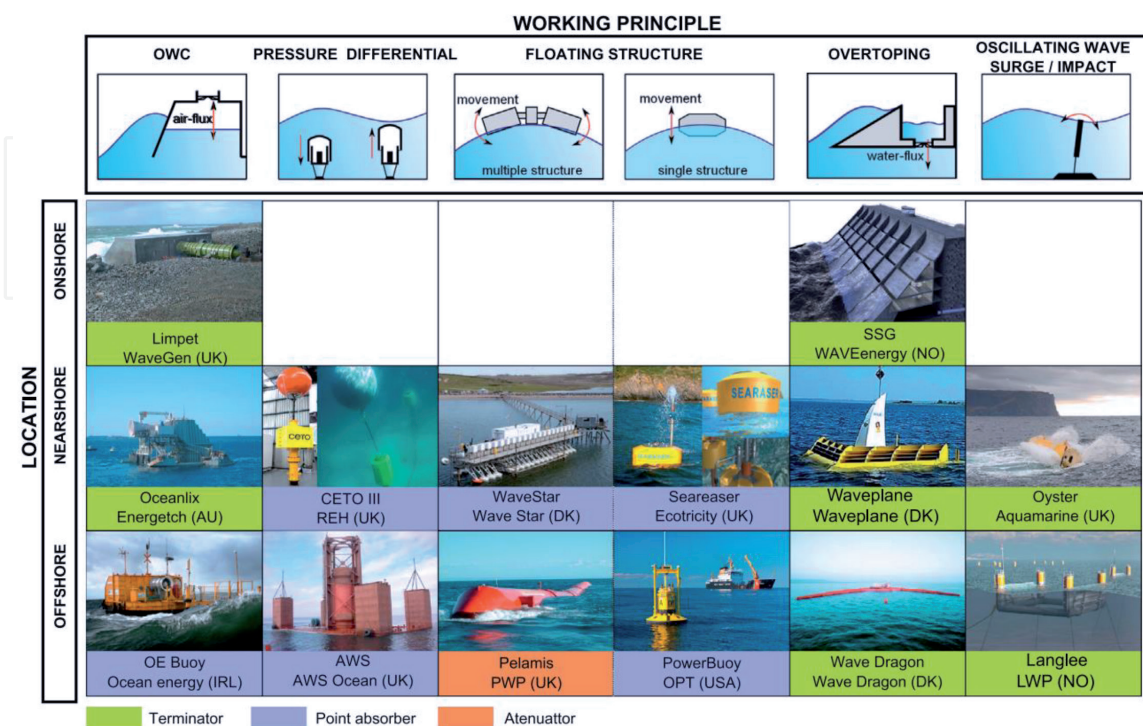 WORKING PRINCIPLE
OWC
PRESSURE DIFFERENTIAL
FLOATING STRUCTURE
OVERTOPING
OSCILLATING WAVE
SURGE / IMPACT
air-flux
movement
multiple structure
movement
single structure
water-flux
LOCATION
ONSHORE
Limpet
WaveGen (UK)
SSG
WAVEenergy (NO)
NEARSHORE
ceto
SEARASER
Oceanlix
Energetch (AU)
CETO III
REH (UK)
WaveStar
Wave Star (DK)
Seareaser
Ecotricity (UK)
Waveplane
Waveplane (DK)
Oyster
Aquamarine (UK)
OFFSHORE
OE Buoy
Ocean energy (IRL)
AWS
AWS Ocean (UK)
Pelamis
PWP (UK)
PowerBuoy
OPT (USA)
Wave Dragon
Wave Dragon (DK)
Langlee
LWP (NO)
Terminator
Point absorber
Atenuattor